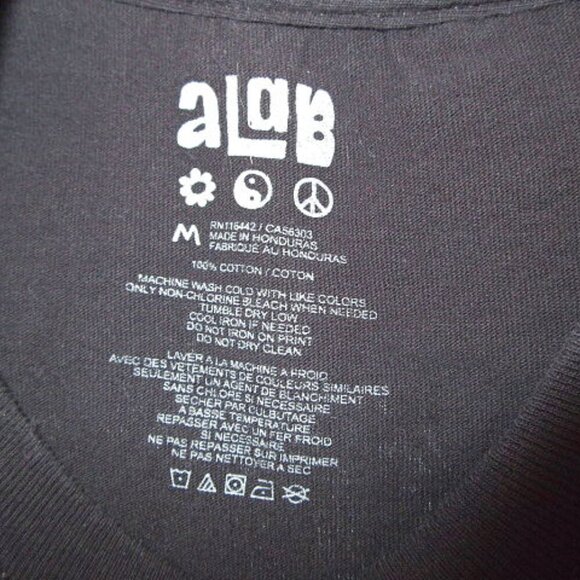 aLaB
M
RN116442 / CA56303
MADE IN HONDURAS
FABRIQUÉ AU HONDURAS
100% COTTON / COTON
MACHINE WASH COLD WITH LIKE COLORS
ONLY NON-CHLORINE BLEACH WHEN NEEDED
TUMBLE DRY LOW
COOL IRON IF NEEDED
DO NOT IRON ON PRINT
DO NOT DRY CLEAN
LAVER A LA MACHINE A FROID
AVEC DES VETEMENTS DE COULEURS SIMILAIRES
SEULEMENT UN AGENT DE BLANCHIMENT
SANS CHLORE SI NECESSAIRE
SECHER PAR CULBUTAGE
A BASSE TEMPERATURE
REPASSER AVEC UN FER FROID
SI NECESSAIRE
NE PAS REPASSER SUR IMPRIMER
NE PAS NETTOYER A SEC